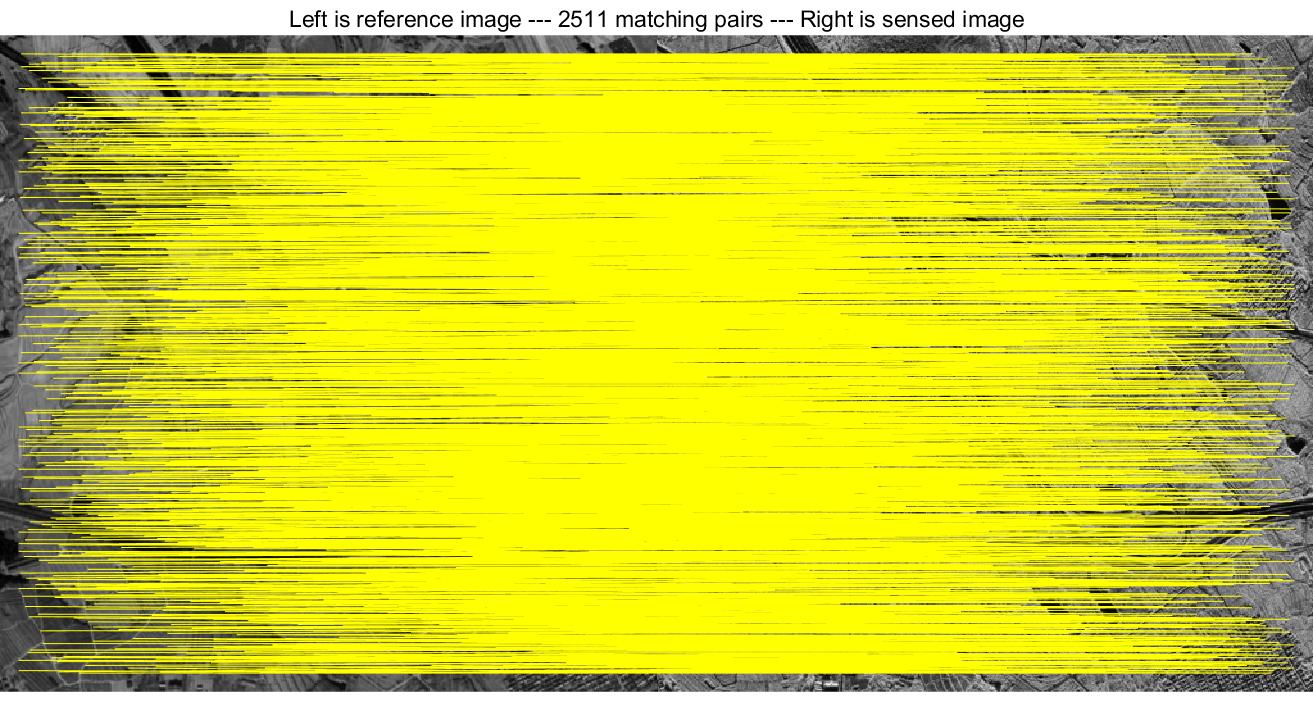 Left is reference image --- 2511 matching pairs --- Right is sensed image